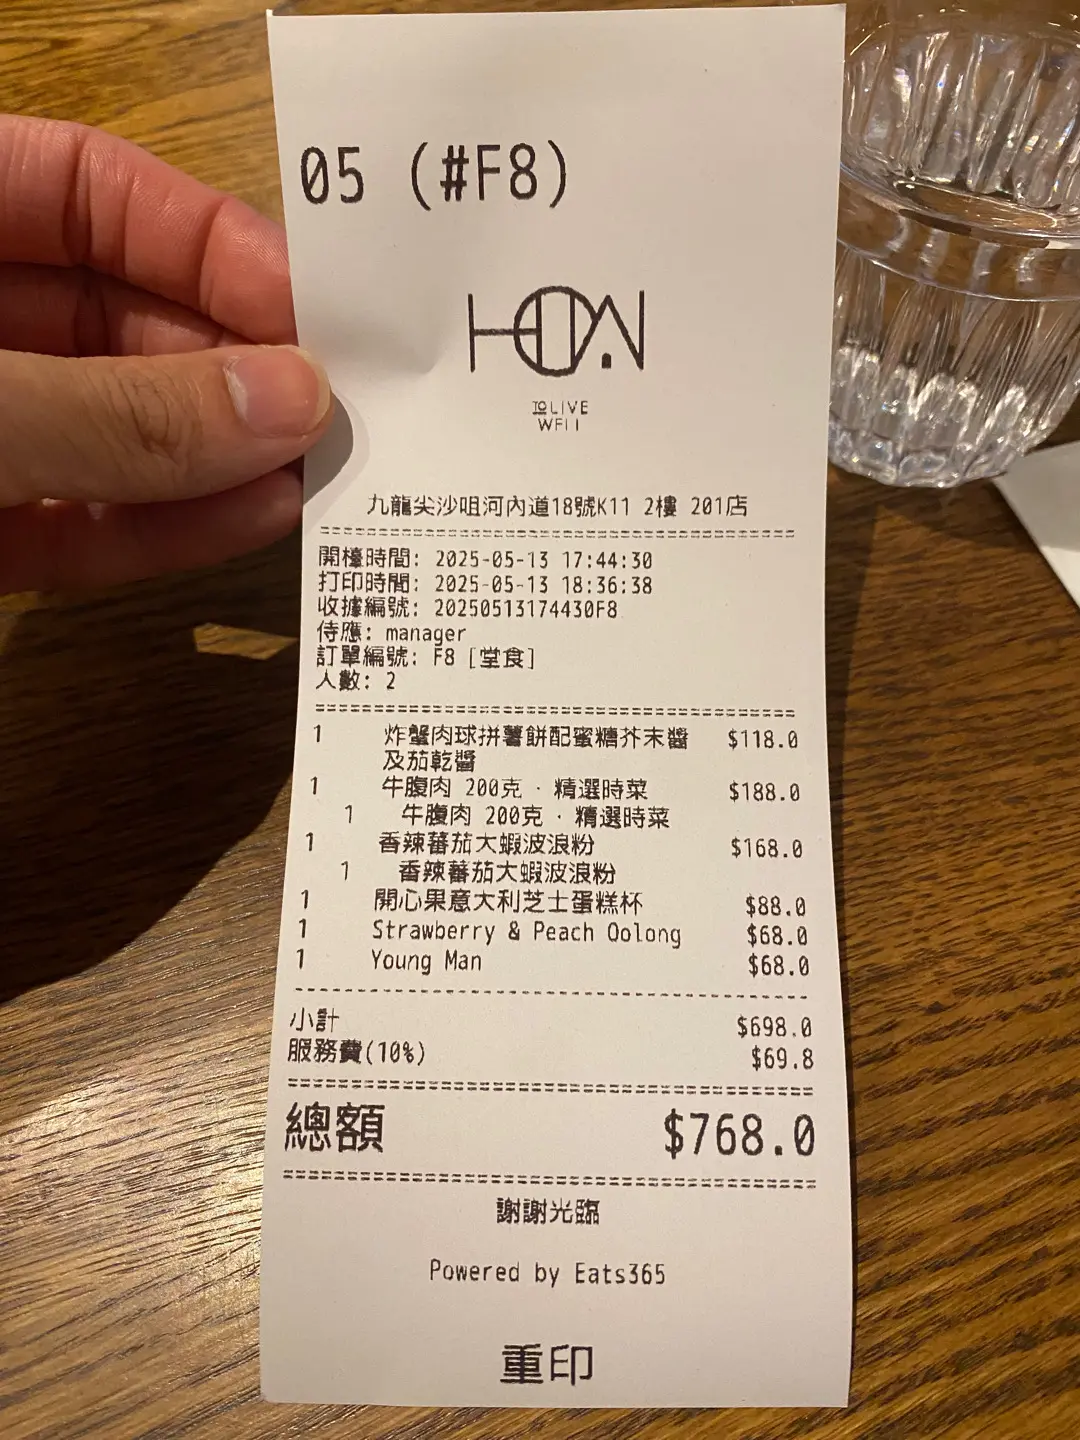 05 (#F8)
HON
TO LIVE
WELL
九龍尖沙咀河內道18號K11 2樓 201店
開檯時間: 2025-05-13 17:44:30
打印時間: 2025-05-13 18:36:38
收據編號: 20250513174430F8
侍應: manager
訂單編號: F8 [堂食]
人數: 2
1 炸蟹肉球拼薯餅配蜜糖芥末醬 $118.0
及茄乾醬
1 牛腹肉 200克 · 精選時菜 $188.0
1 牛腹肉 200克 · 精選時菜
1 香辣蕃茄大蝦波浪粉 $168.0
1 香辣蕃茄大蝦波浪粉
1 開心果意大利芝士蛋糕杯 $88.0
1 Strawberry & Peach Oolong $68.0
1 Young Man $68.0
小計 $698.0
服務費(10%) $69.8
總額 $768.0
謝謝光臨
Powered by Eats365
重印